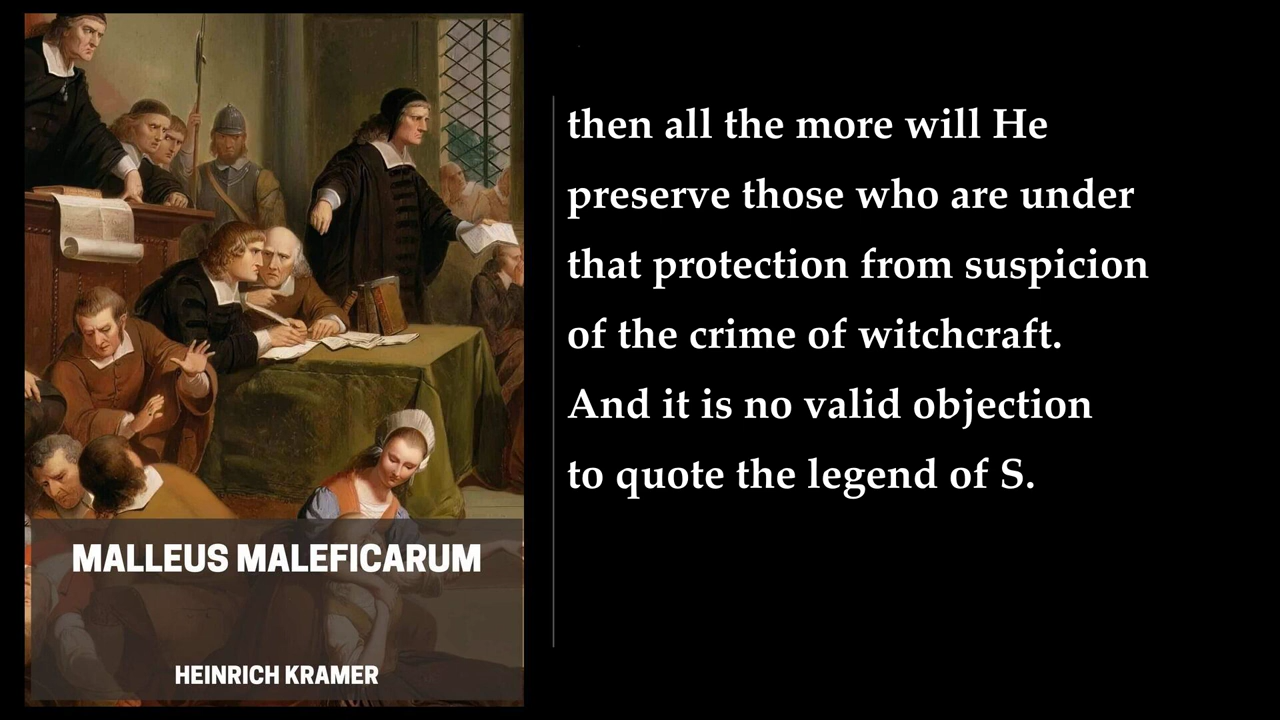 then all the more will He
preserve those who are under
that protection from suspicion
of the crime of witchcraft.
And it is no valid objection
to quote the legend of S.
MALLEUS MALEFICARUM
HEINRICH KRAMER